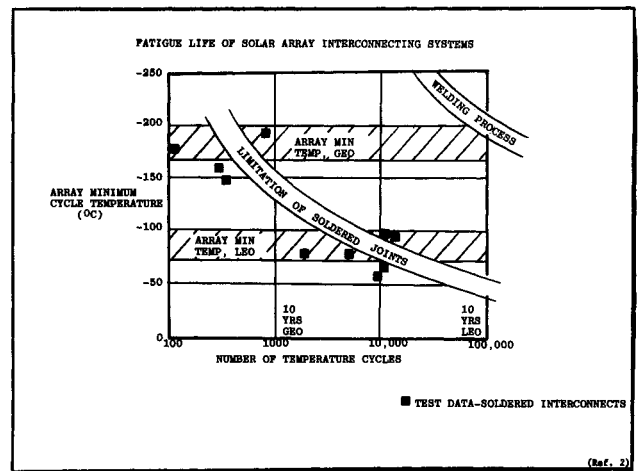 FATIGUE LIFE OF SOLAR ARRAY INTERCONNECTING SYSTEMS
-250
WELDING PROCESS
-200
ARRAY MIN
TEMP, GEO
LIMITATION OF SOLDERED JOINTS
-150
ARRAY MINIMUM
CYCLE TEMPERATURE
(OC)
-100
ARRAY MIN
TEMP, LEO
-50
10
YRS
GEO
10
YRS
LEO
0
100
1000
10,000
100,000
NUMBER OF TEMPERATURE CYCLES
TEST DATA-SOLDERED INTERCONNECTS
(Ref. 2)